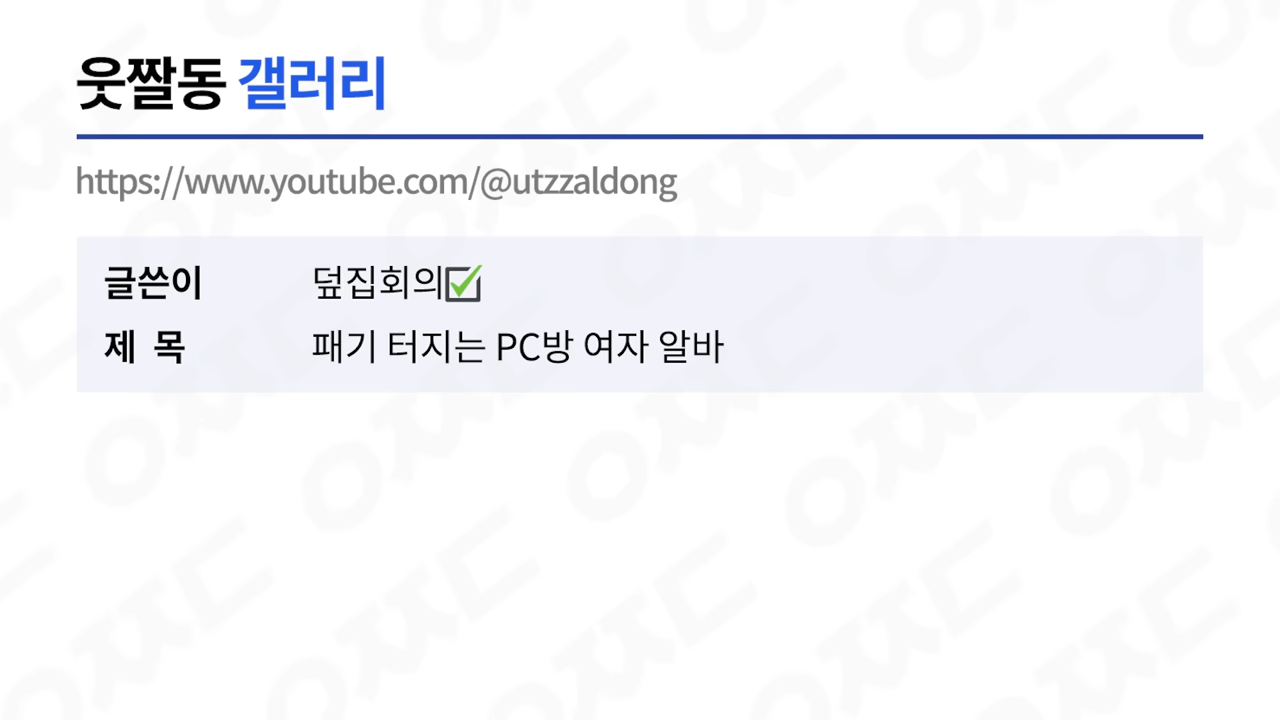 웃짤동 갤러리
https://www.youtube.com/@utzzaldong
글쓴이 덮집회의✅
제 목 패기 터지는 PC방 여자 알바